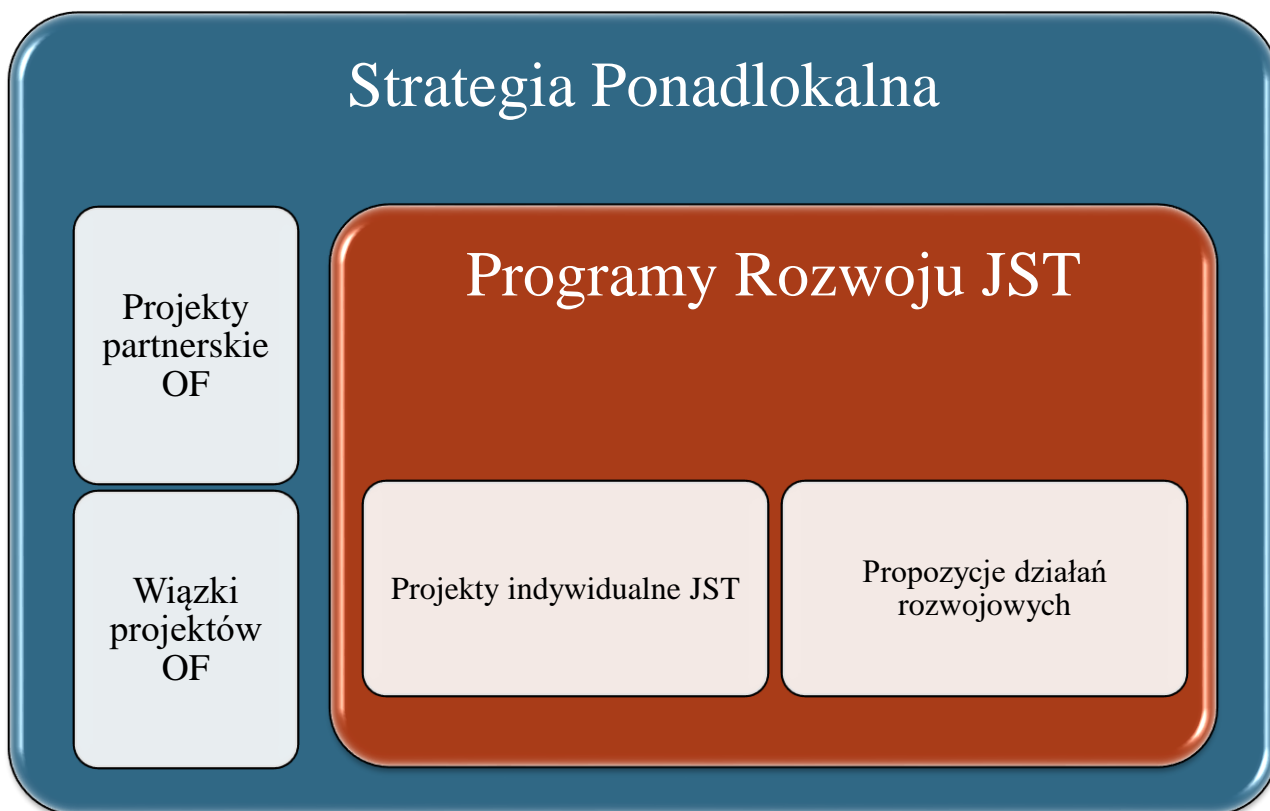 Strategia Ponadlokalna
Projekty
partnerskie
OF
Wiązki
projektów
OF
Programy Rozwoju JST
Projekty indywidualne JST
Propozycje działań
rozwojowych